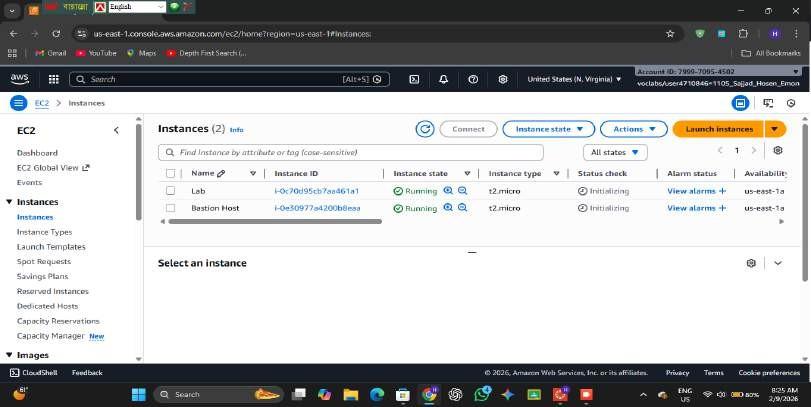 বাংলা English
us-east-1.console.aws.amazon.com/ec2/home?region=us-east-1#Instances:
Gmail YouTube Maps Depth First Search (... All Bookmarks
aws Search [Alt+S] United States (N. Virginia) Account ID: 7999-7095-4502
voclabs/user4710846=1105_Sajjad_Hosen_Emon
EC2 > Instances
EC2
Dashboard
EC2 Global View
Events
Instances
Instances
Instance Types
Launch Templates
Spot Requests
Savings Plans
Reserved Instances
Dedicated Hosts
Capacity Reservations
Capacity Manager New
Images
Instances (2) Info Connect Instance state Actions Launch instances
Find Instance by attribute or tag (case-sensitive) All states 1
Name Instance ID Instance state Instance type Status check Alarm status Availability
Lab i-0c70d95cb7aa461a1 Running t2.micro Initializing View alarms + us-east-1a
Bastion Host i-0e30977a4200b8eaa Running t2.micro Initializing View alarms + us-east-1a
Select an instance
CloudShell Feedback © 2026, Amazon Web Services, Inc. or its affiliates. Privacy Terms Cookie preferences
61° Search 4 ENG 80% 8:25 AM
US 2/9/2026